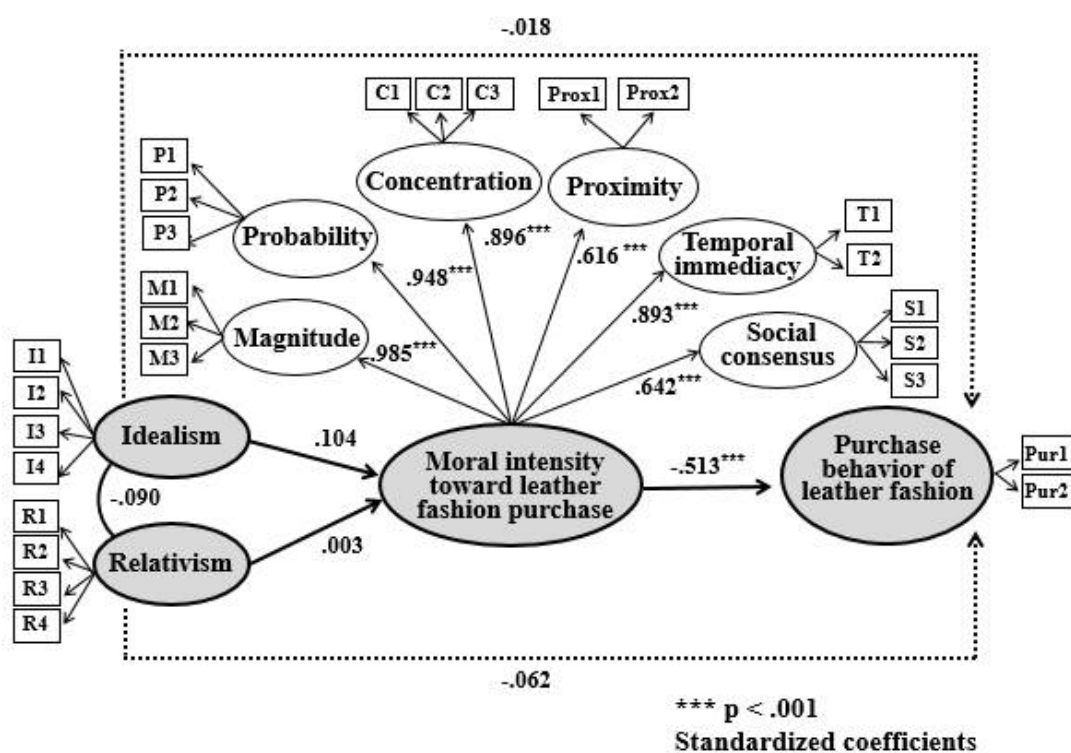 -.018
C1
C2
C3
Prox1
Prox2
P1
P2
P3
Concentration
Proximity
Probability
T1
T2
Temporal
immediacy
.896***
.616 ***
.948***
.893***
M1
M2
M3
Magnitude
.985***
Social
consensus
.642***
S1
S2
S3
I1
I2
I3
I4
Idealism
.104
Moral intensity
toward leather
fashion purchase
-.513***
Purchase
behavior of
leather fashion
Pur1
Pur2
-.090
R1
R2
R3
R4
Relativism
.003
-.062
*** p < .001
Standardized coefficients